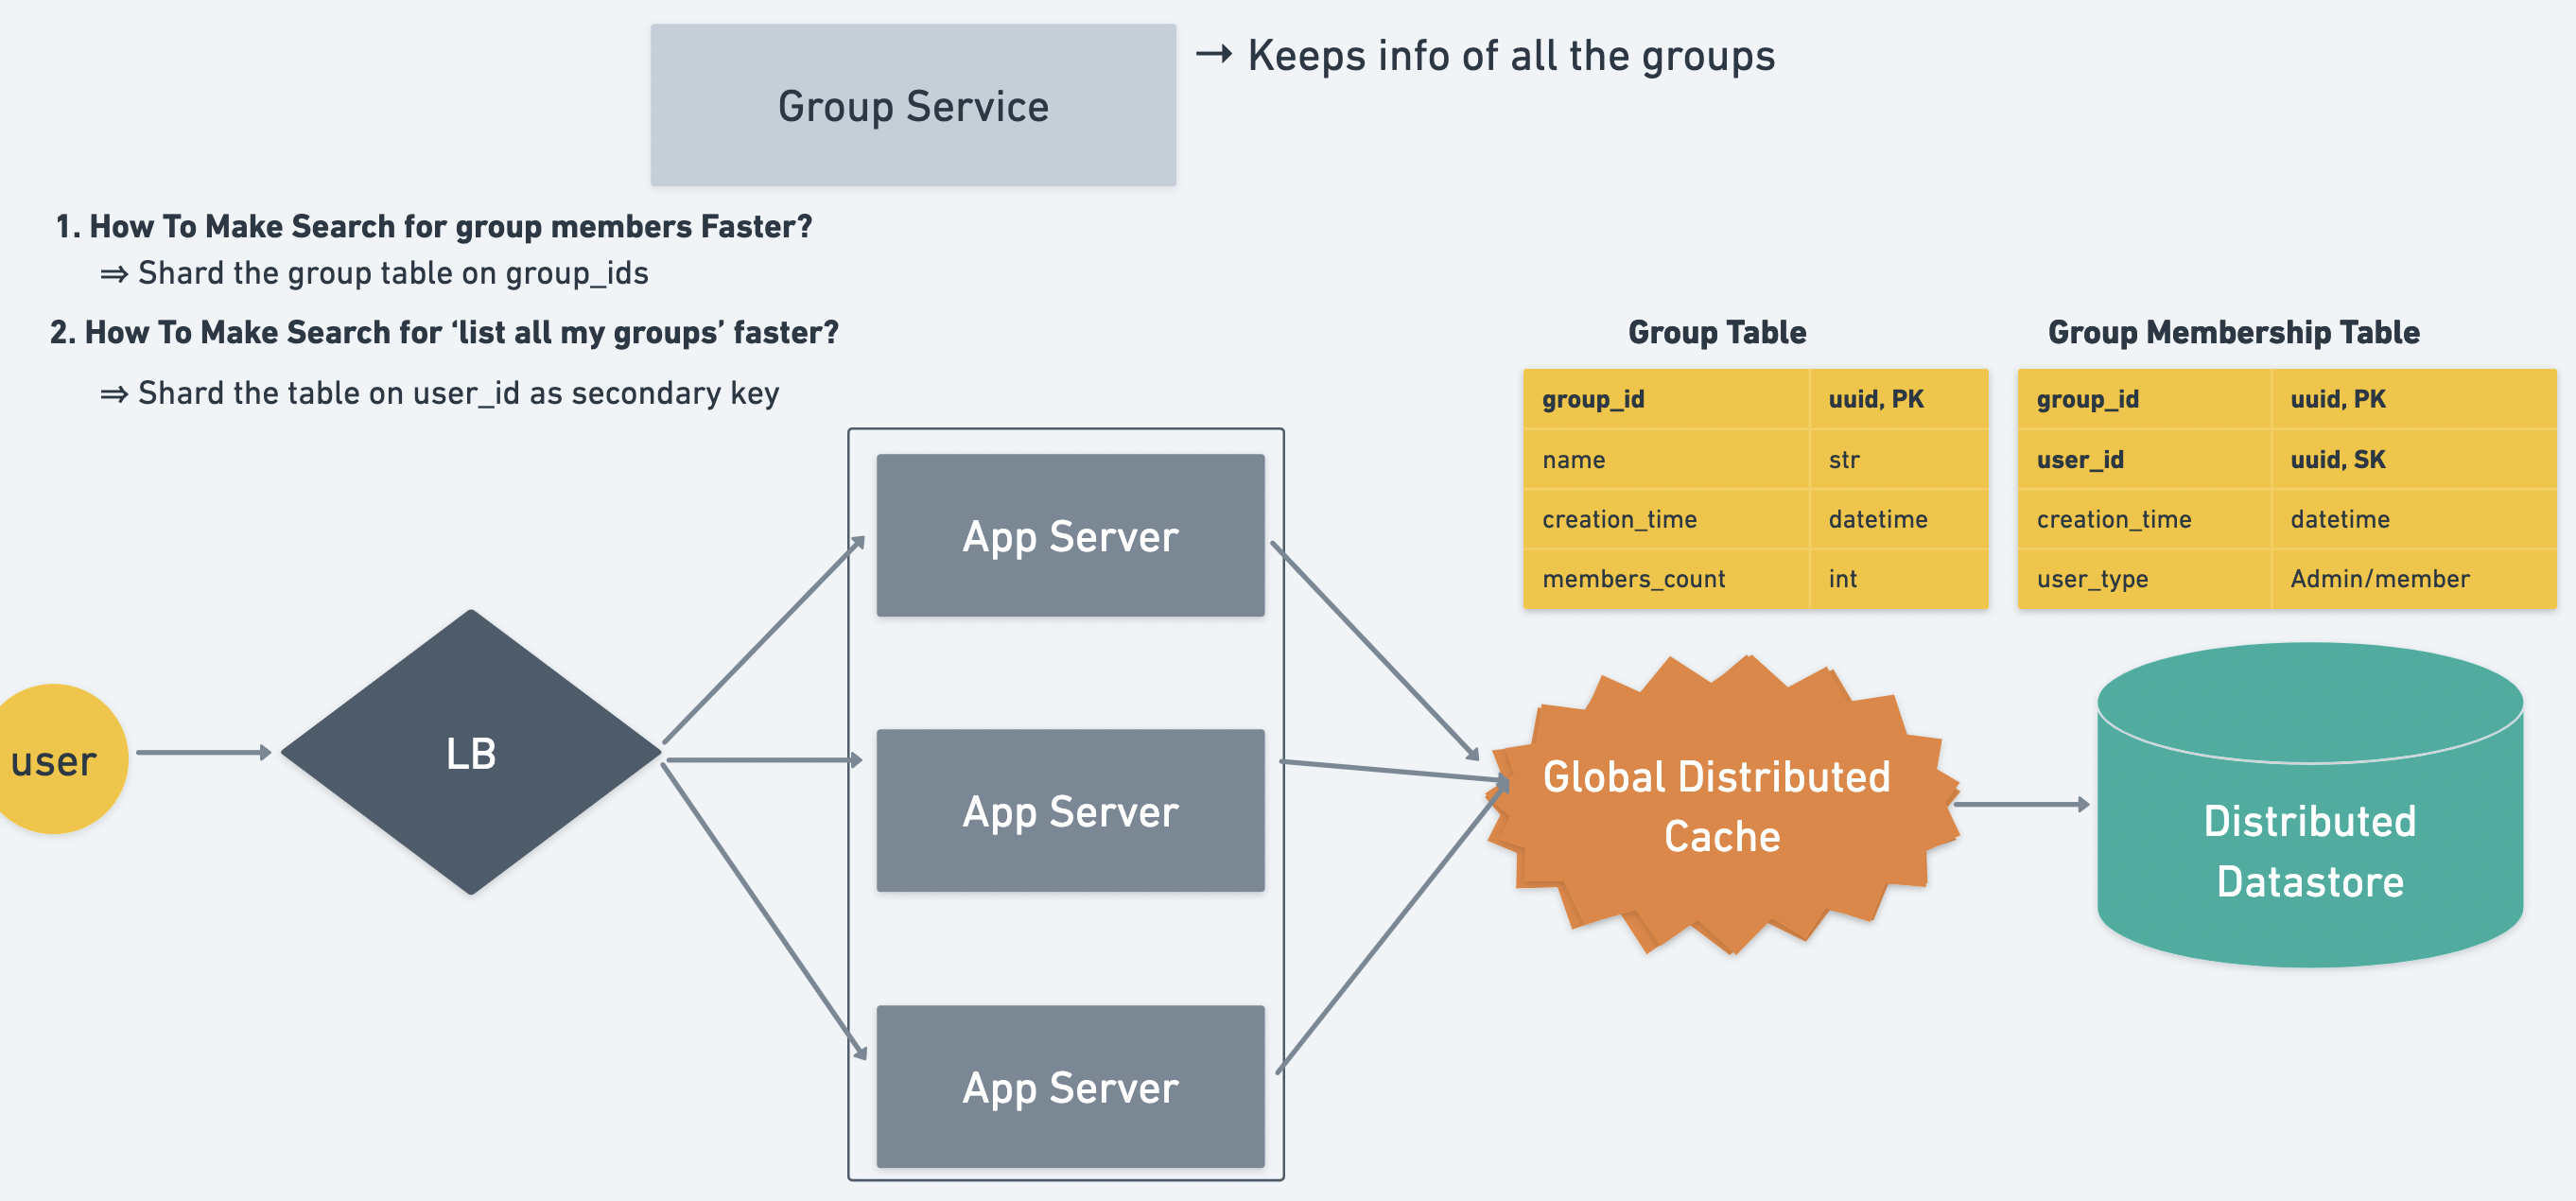 Group Service
→ Keeps info of all the groups
1. How To Make Search for group members Faster?
⇒ Shard the group table on group_ids
2. How To Make Search for ‘list all my groups’ faster?
⇒ Shard the table on user_id as secondary key
Group Table
group_id uuid, PK
name str
creation_time datetime
members_count int
Group Membership Table
group_id uuid, PK
user_id uuid, SK
creation_time datetime
user_type Admin/member
user
LB
App Server
App Server
App Server
Global Distributed
Cache
Distributed
Datastore